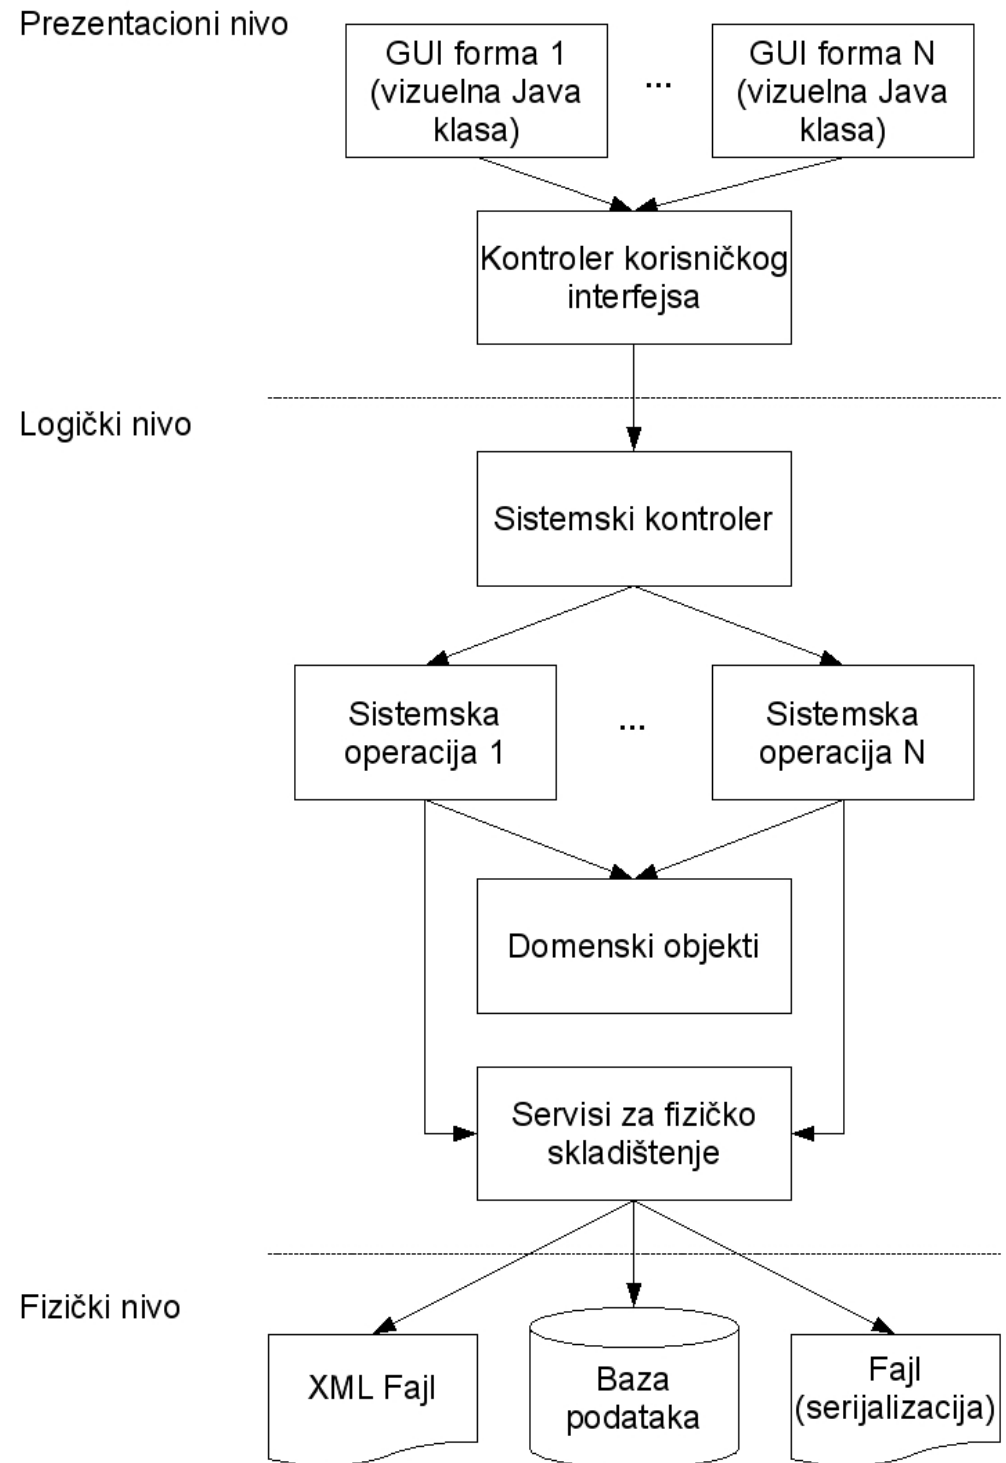 Prezentacioni nivo
GUI forma 1
(vizuelna Java
klasa)
...
GUI forma N
(vizuelna Java
klasa)
Kontroler korisničkog
interfejsa
Logički nivo
Sistemski kontroler
Sistemska
operacija 1
...
Sistemska
operacija N
Domenski objekti
Servisi za fizičko
skladištenje
Fizički nivo
XML Fajl
Baza
podataka
Fajl
(serijalizacija)